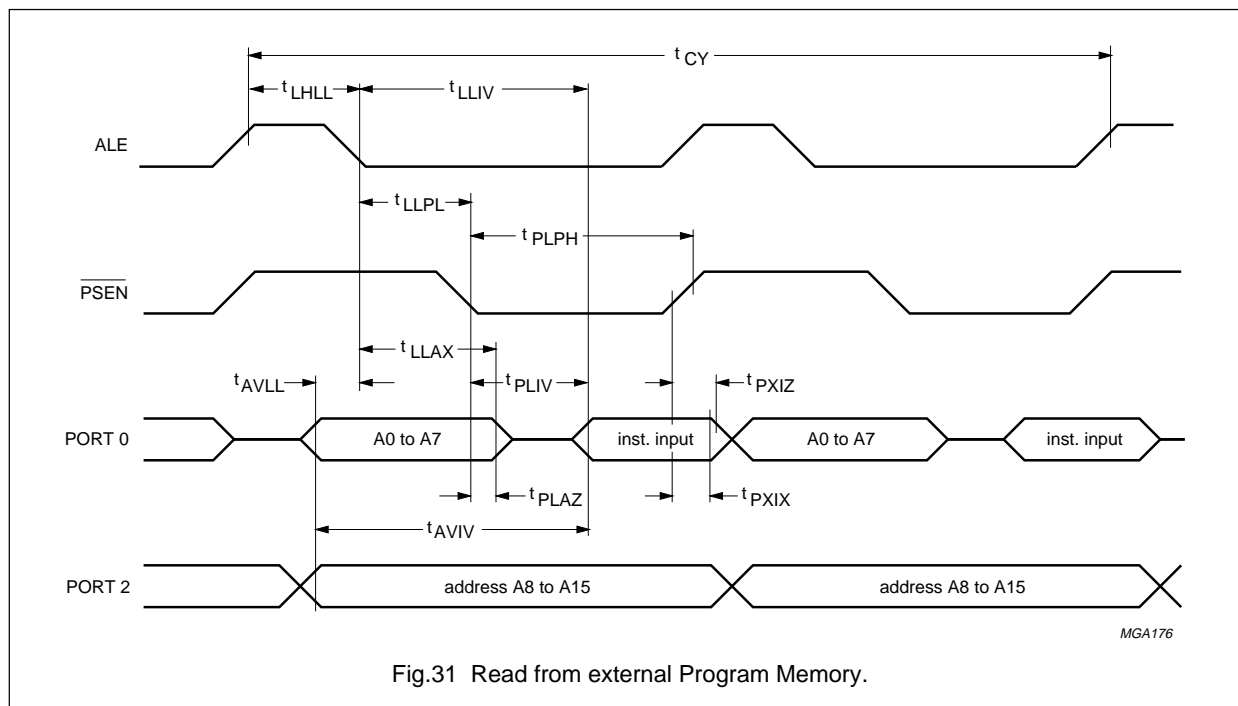 t CY
t LHLL
t LLIV
ALE
t LLPL
t PLPH
PSEN
t LLAX
t AVLL
t PLIV
t PXIZ
PORT 0
A0 to A7
inst. input
A0 to A7
inst. input
t PLAZ
t PXIX
t AVIV
PORT 2
address A8 to A15
address A8 to A15
MGA176
Fig.31 Read from external Program Memory.